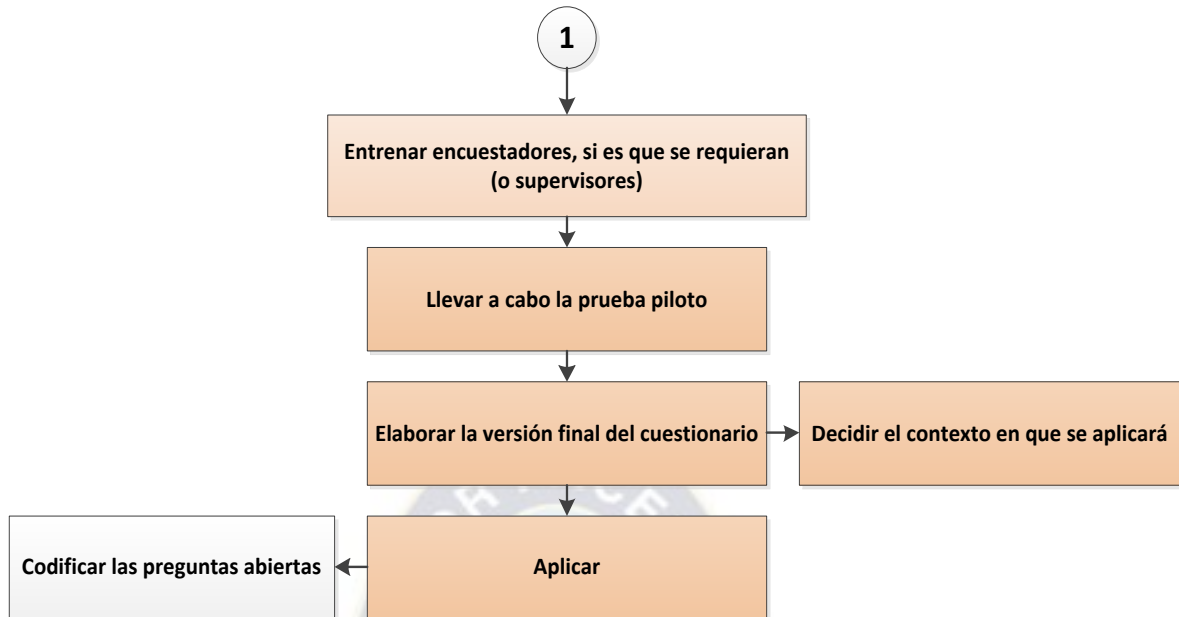 1
Entrenar encuestadores, si es que se requieran
(o supervisores)
Llevar a cabo la prueba piloto
Elaborar la versión final del cuestionario
Decidir el contexto en que se aplicará
Codificar las preguntas abiertas
Aplicar